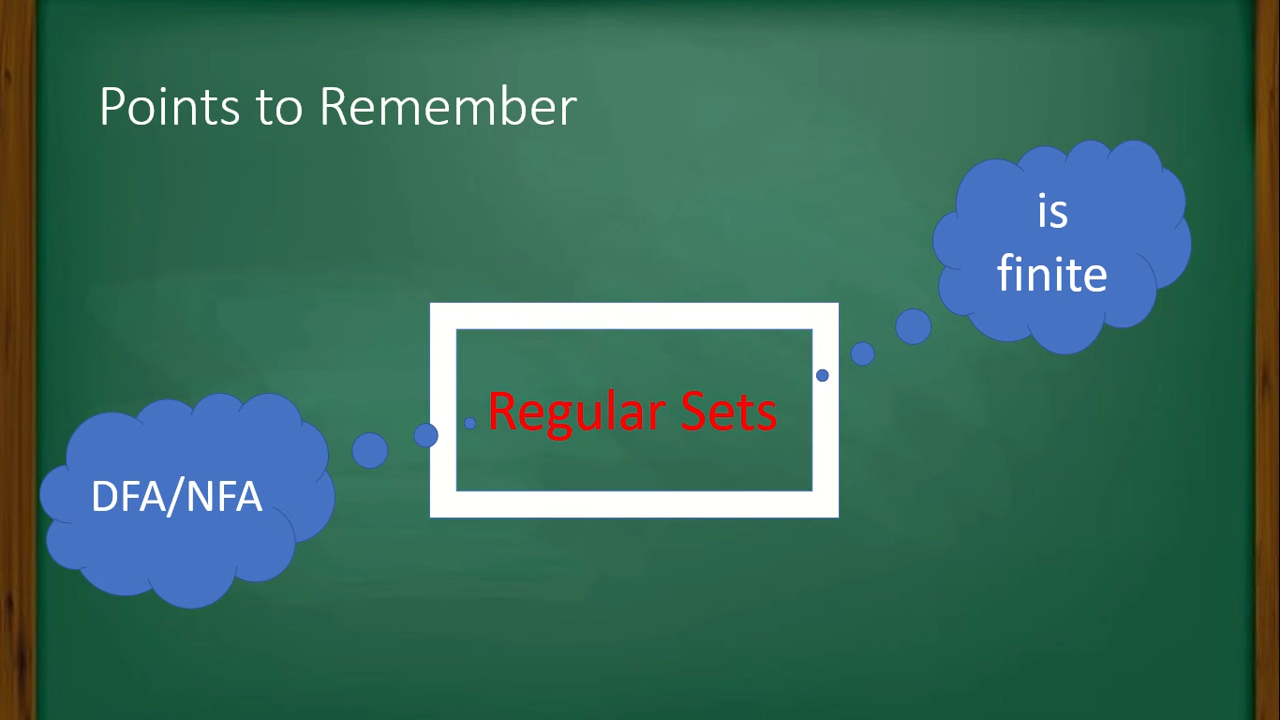 Points to Remember
is
finite
Regular Sets
DFA/NFA